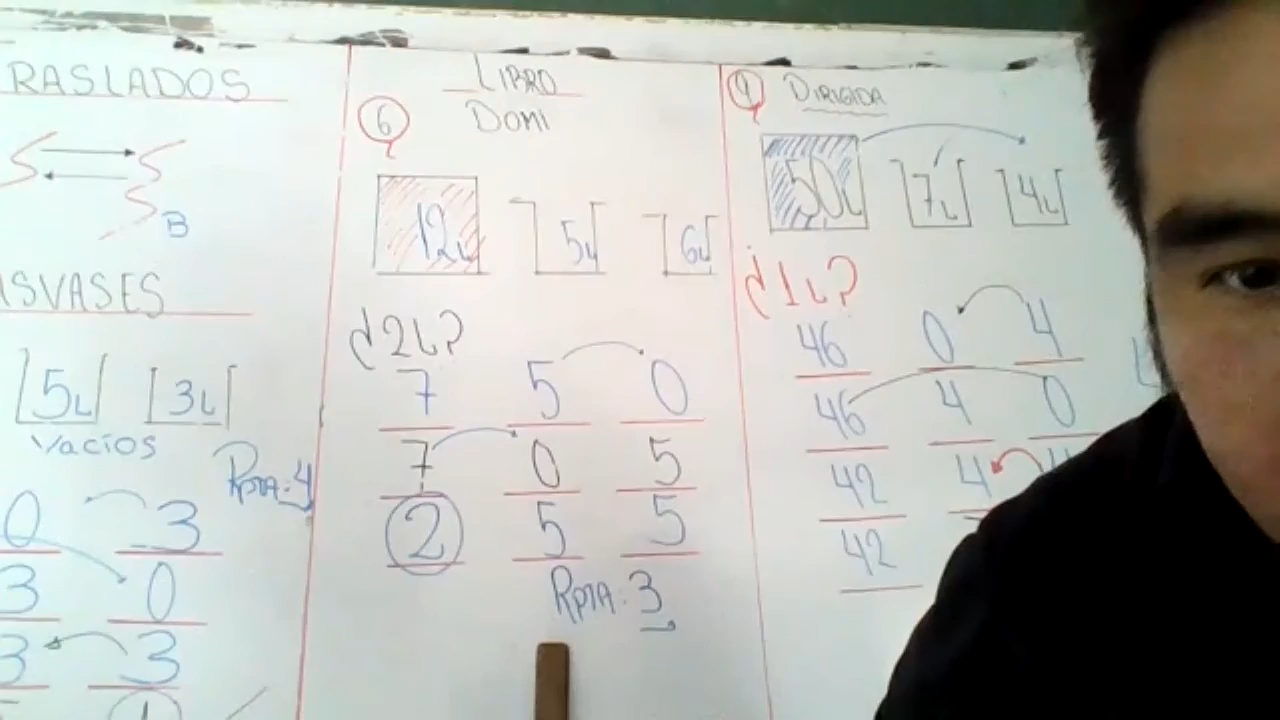 RASLADOS
B
ASVASES
5L 3L
Vacíos
Rpta: 4
0 3
3 0
3 3
1
LIBRO
Doni
6
12L 5L 6L
¿2L?
7 5 0
7 0 5
2 5 5
Rpta: 3
9 DIRIGIDA
50L 7L 4L
¿1L?
46 0 4
46 4 0
42 4
42